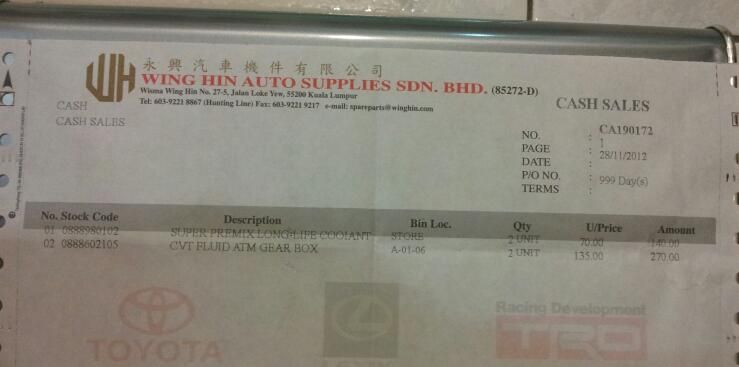 永興汽車機件有限公司
WH WING HIN AUTO SUPPLIES SDN. BHD. (85272-D)
Wisma Wing Hin No. 27-5, Jalan Loke Yew, 55200 Kuala Lumpur
Tel: 603-9221 8867 (Hunting Line) Fax: 603-9221 9217 e-mail: spareparts@winghin.com
CASH
CASH SALES
CASH SALES
NO. : CA190172
PAGE : 1
DATE : 28/11/2012
P/O NO. :
TERMS : 999 Day(s)
No. Stock Code Description Bin Loc. Qty U/Price Amount
01 0888980102 SUPER PREMIX LONG LIFE COOlANT STORE 2 UNIT 70.00 140.00
02 0888602105 CVT FLUID ATM GEAR BOX A-01-06 2 UNIT 135.00 270.00
TOYOTA
Racing Development
TRD